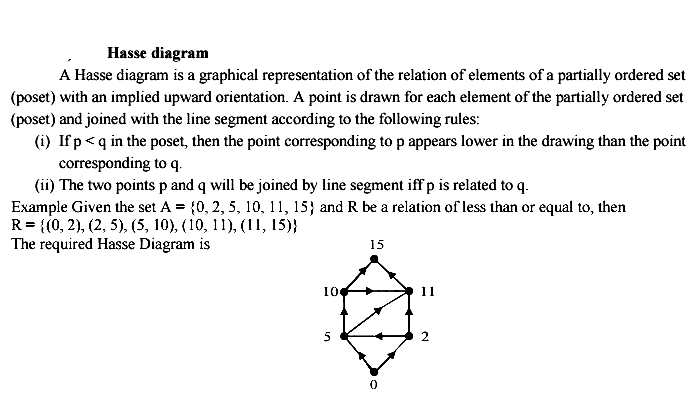 Hasse diagram
A Hasse diagram is a graphical representation of the relation of elements of a partially ordered set
(poset) with an implied upward orientation. A point is drawn for each element of the partially ordered set
(poset) and joined with the line segment according to the following rules:
(i) If p < q in the poset, then the point corresponding to p appears lower in the drawing than the point
corresponding to q.
(ii) The two points p and q will be joined by line segment iff p is related to q.
Example Given the set A = {0, 2, 5, 10, 11, 15} and R be a relation of less than or equal to, then
R = {(0, 2), (2, 5), (5, 10), (10, 11), (11, 15)}
The required Hasse Diagram is
15
10
11
5
2
0